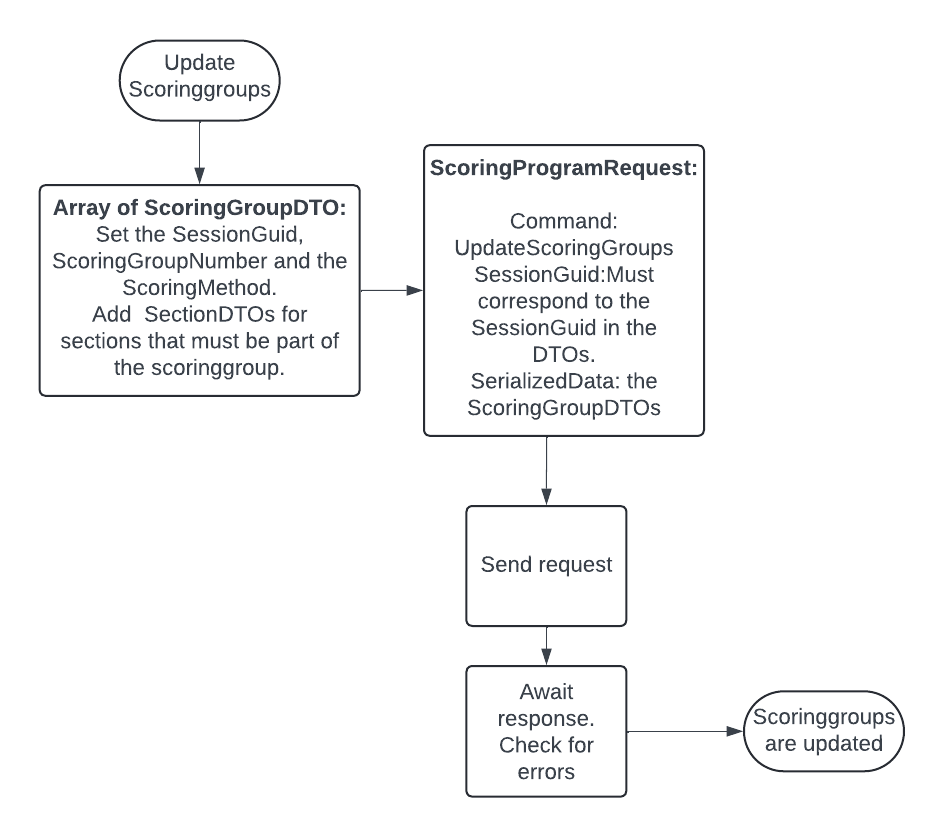 Update
Scoringgroups
Array of ScoringGroupDTO:
Set the SessionGuid,
ScoringGroupNumber and the
ScoringMethod.
Add  SectionDTOs for
sections that must be part of
the scoringgroup.
ScoringProgramRequest:
Command:
UpdateScoringGroups
SessionGuid:Must
correspond to the
SessionGuid in the
DTOs.
SerializedData: the
ScoringGroupDTOs
Send request
Await
response.
Check for
errors
Scoringgroups
are updated